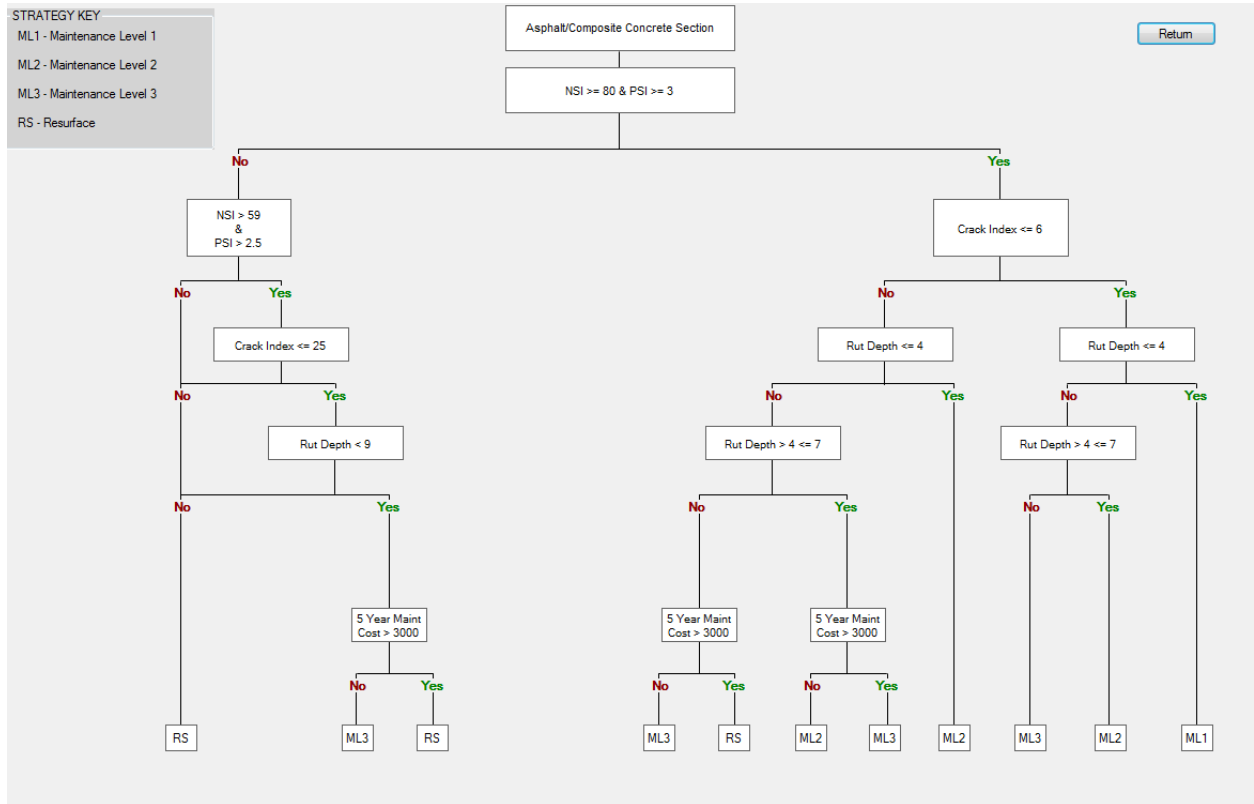 STRATEGY KEY
ML1 - Maintenance Level 1
ML2 - Maintenance Level 2
ML3 - Maintenance Level 3
RS - Resurface
Asphalt/Composite Concrete Section
Return
NSI >= 80 & PSI >= 3
No
Yes
NSI > 59
&
PSI > 2.5
Crack Index <= 6
No
Yes
No
Yes
Crack Index <= 25
Rut Depth <= 4
Rut Depth <= 4
No
Yes
No
Yes
No
Yes
Rut Depth < 9
Rut Depth > 4 <= 7
Rut Depth > 4 <= 7
No
Yes
No
Yes
No
Yes
5 Year Maint
Cost > 3000
5 Year Maint
Cost > 3000
5 Year Maint
Cost > 3000
No
Yes
No
Yes
No
Yes
RS
ML3
RS
ML3
RS
ML2
ML3
ML2
ML3
ML2
ML1